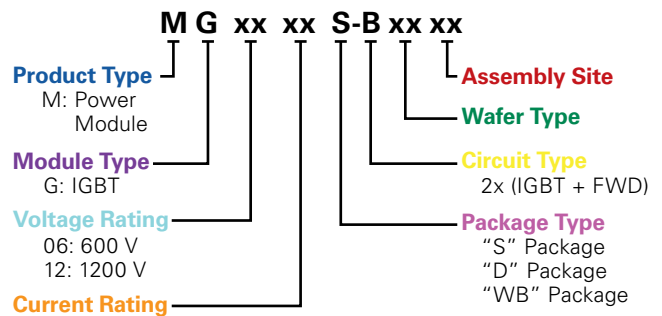 M G xx xx S-B xx xx
Product Type
M: Power
Module
Module Type
G: IGBT
Voltage Rating
06: 600 V
12: 1200 V
Current Rating
Assembly Site
Wafer Type
Circuit Type
2x (IGBT + FWD)
Package Type
“S” Package
“D” Package
“WB” Package